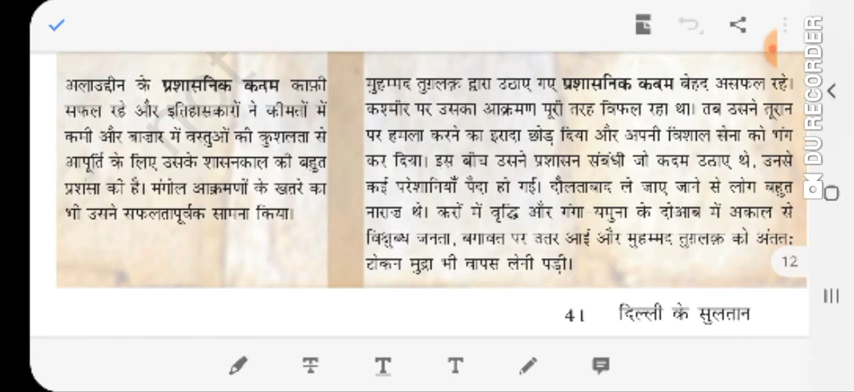 अलाउद्दीन के प्रशासनिक कदम काफ़ी
सफल रहे और इतिहासकारों ने कीमतों में
कमी और बाज़ार में वस्तुओं की कुशलता से
आपूर्ति के लिए उसके शासनकाल की बहुत
प्रशंसा की है। मंगोल आक्रमणों के खतरे का
भी उसने सफलतापूर्वक सामना किया।
मुहम्मद तुग़लक़ द्वारा उठाए गए प्रशासनिक कदम बेहद असफल रहे।
कश्मीर पर उसका आक्रमण पूरी तरह विफल रहा था। तब उसने तूरान
पर हमला करने का इरादा छोड़ दिया और अपनी विशाल सेना को भंग
कर दिया। इस बीच उसने प्रशासन संबंधी जो कदम उठाए थे, उनसे
कई परेशानियाँ पैदा हो गईं। दौलताबाद ले जाए जाने से लोग बहुत
नाराज थे। करों में वृद्धि और गंगा-यमुना के दोआब में अकाल से
विक्षुब्ध जनता, बगावत पर उतर आई और मुहम्मद तुग़लक़ को अंततः
टोकन मुद्रा भी वापस लेनी पड़ी।
12
41 दिल्ली के सुलतान
T T T
DU RECORDER